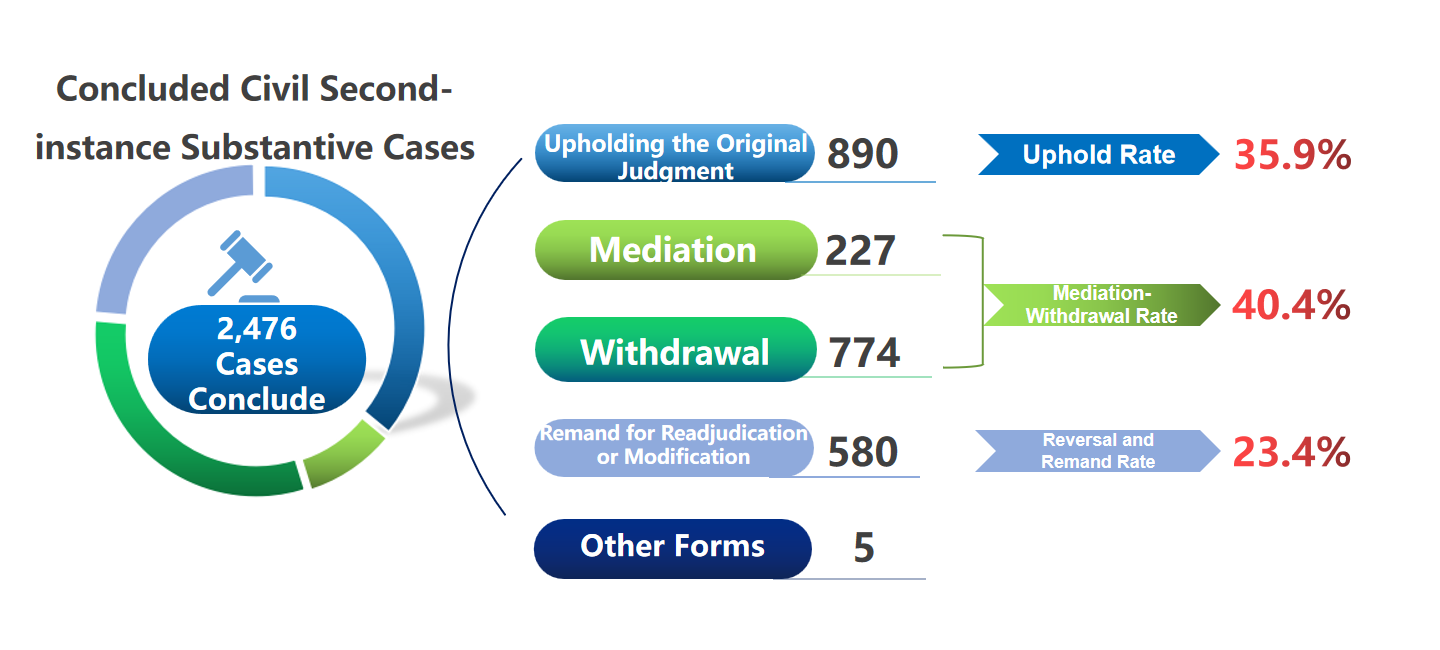 Concluded Civil Second-
instance Substantive Cases
2,476
Cases
Conclude
Upholding the Original
Judgment
890
Uphold Rate
35.9%
Mediation
227
Withdrawal
774
Mediation-
Withdrawal Rate
40.4%
Remand for Readjudication
or Modification
580
Reversal and
Remand Rate
23.4%
Other Forms
5